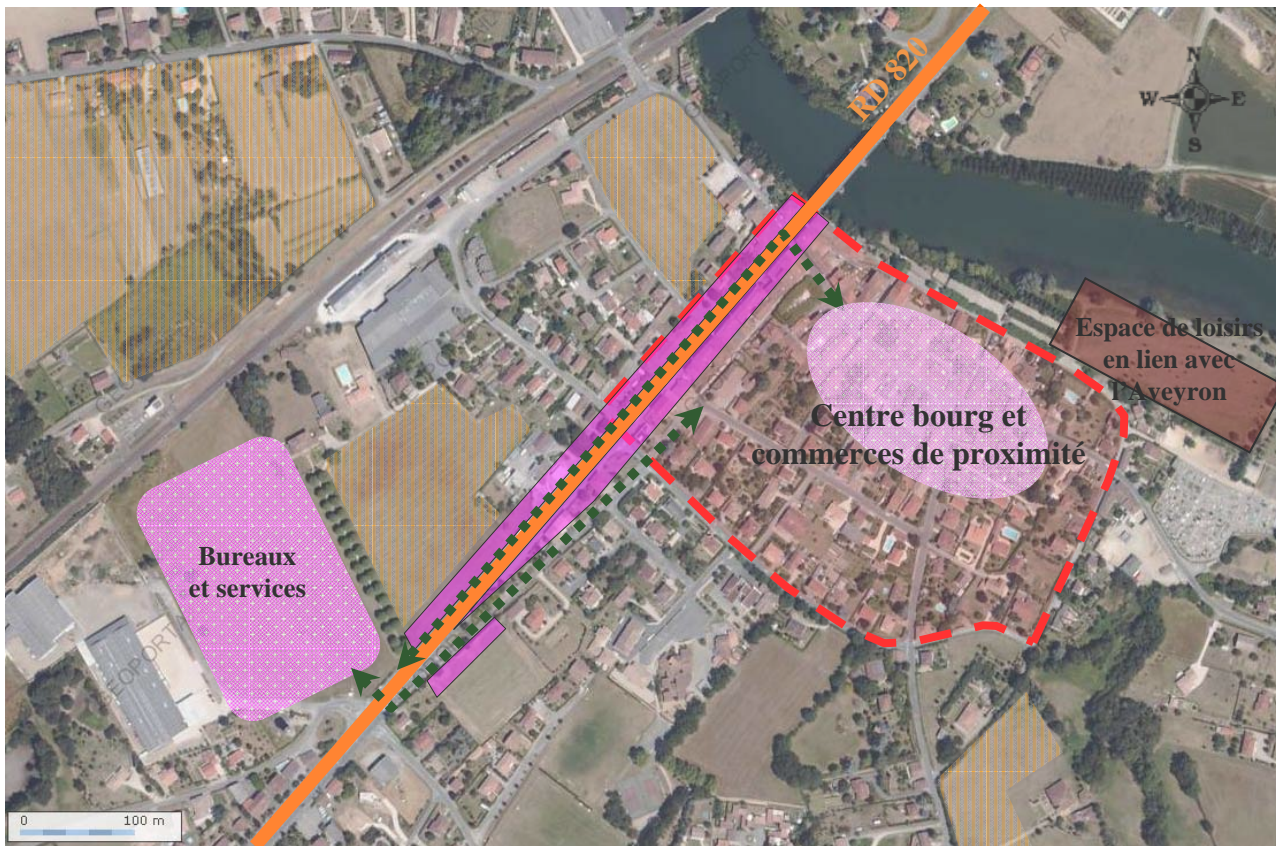 RD 820
N
W E
S
Espace de loisirs
en lien avec
l'Aveyron
Centre bourg et
commerces de proximité
Bureaux
et services
0 100 m